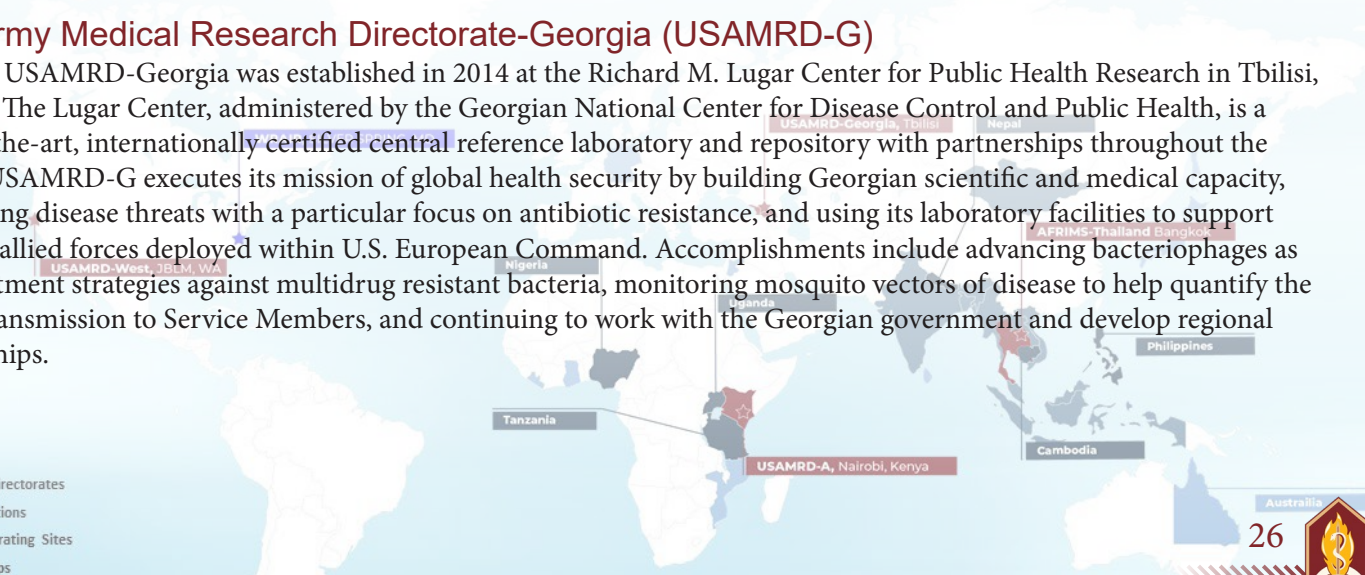 rmy Medical Research Directorate-Georgia (USAMRD-G)
USAMRD-Georgia was established in 2014 at the Richard M. Lugar Center for Public Health Research in Tbilisi,
The Lugar Center, administered by the Georgian National Center for Disease Control and Public Health, is a
the-art, internationally certified central reference laboratory and repository with partnerships throughout the
USAMRD-G executes its mission of global health security by building Georgian scientific and medical capacity,
ng disease threats with a particular focus on antibiotic resistance, and using its laboratory facilities to support
allied forces deployed within U.S. European Command. Accomplishments include advancing bacteriophages as
tment strategies against multidrug resistant bacteria, monitoring mosquito vectors of disease to help quantify the
ansmission to Service Members, and continuing to work with the Georgian government and develop regional
hips.
USAMRD-Georgia, Tbilisi
Nepal
AFRIMS-Thailand Bangkok
USAMRD-West, JBLM, WA
Nigeria
Uganda
Philippines
Tanzania
Cambodia
USAMRD-A, Nairobi, Kenya
irectorates
tions
rating Sites
ps
Austrailia
26